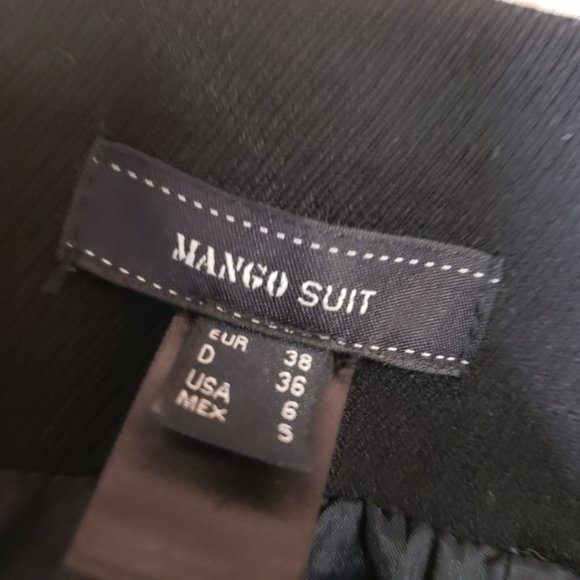 MANGO SUIT
EUR 38
D 36
USA 6
MEX 5